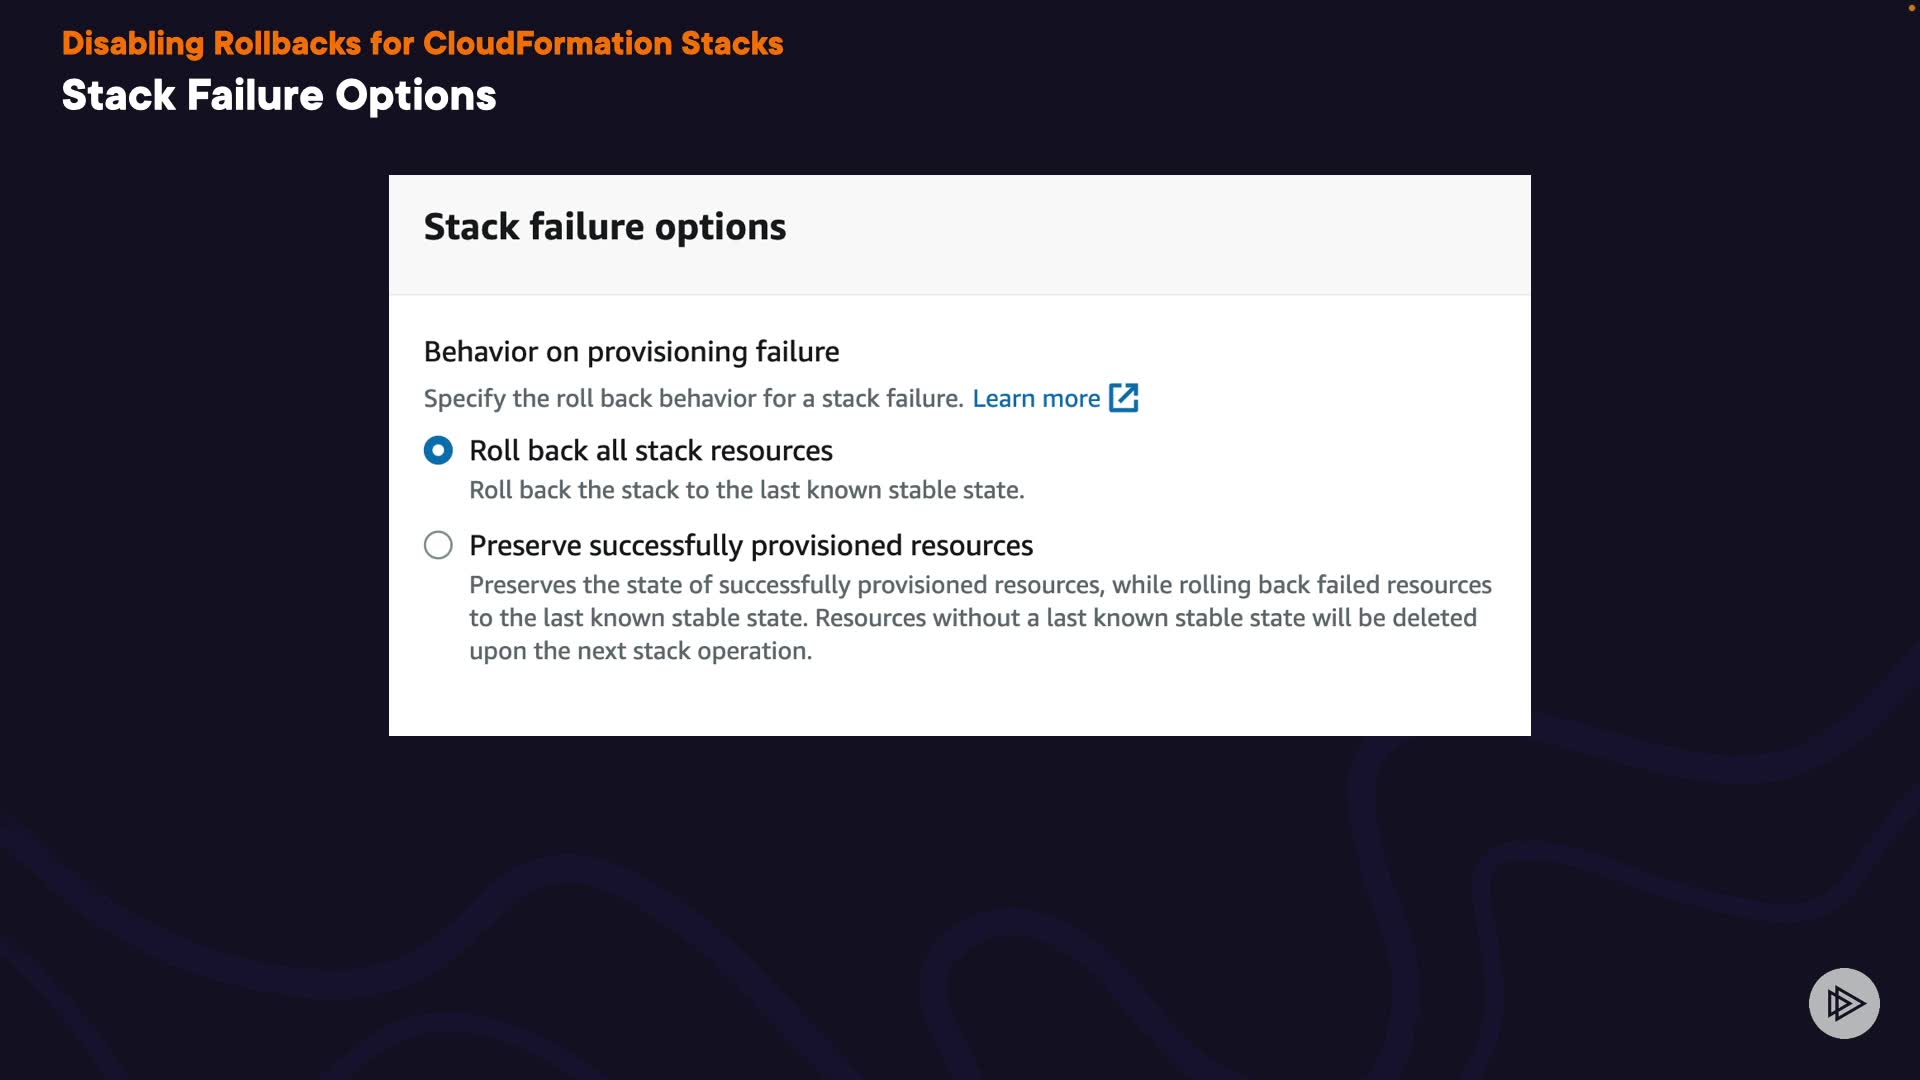 Disabling Rollbacks for CloudFormation Stacks
Stack Failure Options
Stack failure options
Behavior on provisioning failure
Specify the roll back behavior for a stack failure. Learn more
Roll back all stack resources
Roll back the stack to the last known stable state.
Preserve successfully provisioned resources
Preserves the state of successfully provisioned resources, while rolling back failed resources
to the last known stable state. Resources without a last known stable state will be deleted
upon the next stack operation.